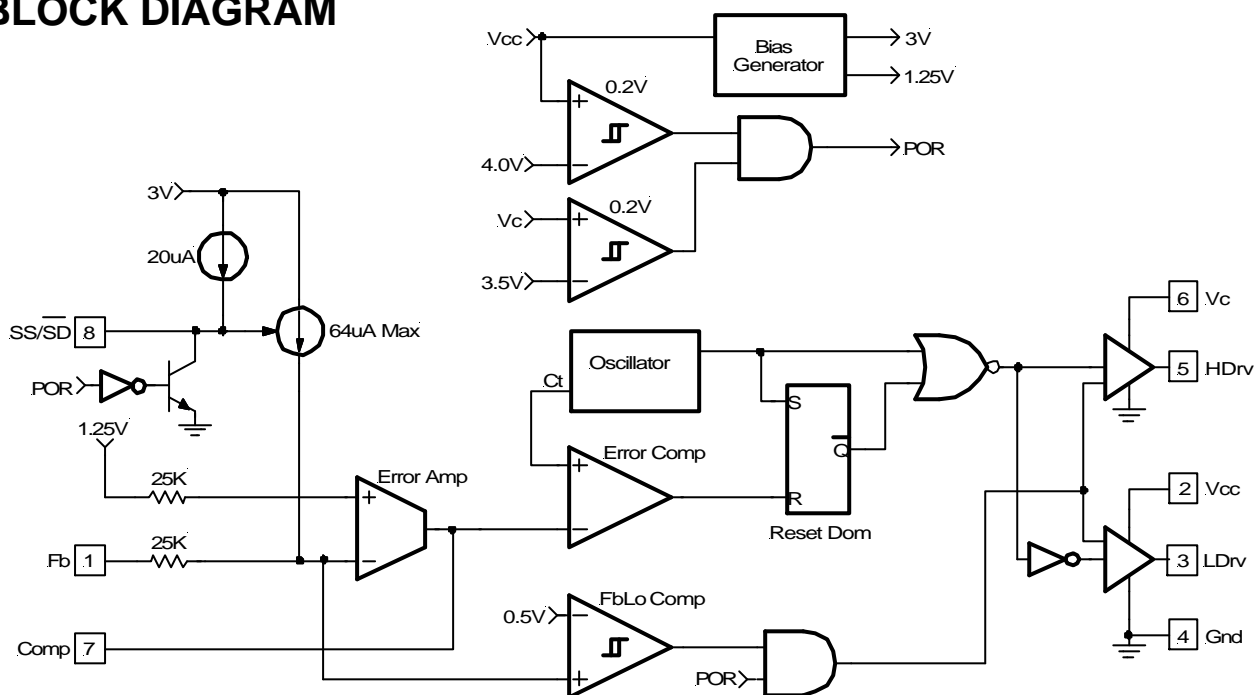 BLOCK DIAGRAM
Vcc
Bias
Generator
3V
1.25V
0.2V
+
4.0V
−
POR
3V
Vc
+
0.2V
3.5V
−
20uA
SS/SD
8
64uA Max
POR
1.25V
25K
Error Amp
+
Fb
1
25K
−
Comp
7
Oscillator
Ct
Error Comp
+
−
S
Q
R
Reset Dom
0.5V
−
FbLo Comp
+
POR
6
Vc
5
HDrv
2
Vcc
3
LDrv
4
Gnd